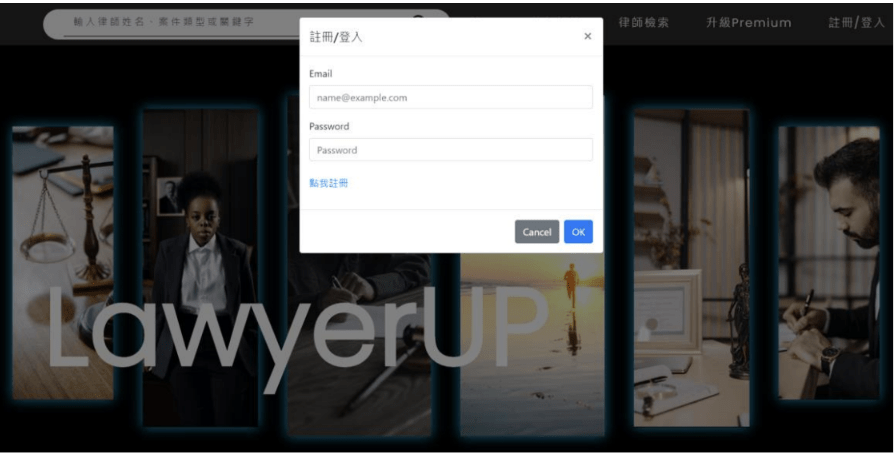 輸入律師姓名、案件類型或關鍵字
律師檢索
升級Premium
註冊/登入
註冊/登入
×
Email
name@example.com
Password
Password
點我註冊
Cancel
OK
LawyerUP